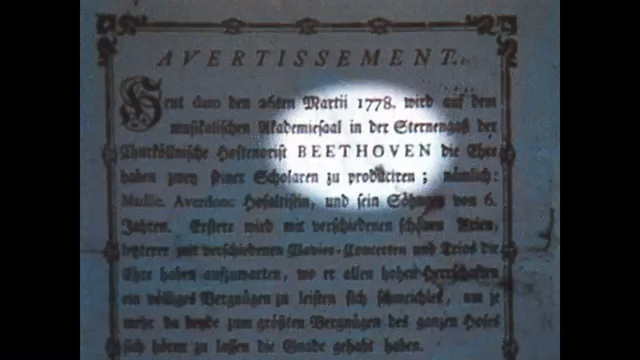 AVERTISSEMENT.
Heut dato den 26ten Martii 1778. wird auf dem
musikalischen Akademiesaal in der Sternengaß der
Churköllnische Hoftenorist BEETHOVEN die Ehre
haben zwey seiner Scholaren zu produciren; nämlich:
Madlle. Averdonc Hofaltistin, und sein Söhngen von 6.
Jahren. Erstere wird mit verschiedenen schönen Arien,
letzterer mit verschiedenen Clavier-Concerten und Trios die
Ehre haben aufzuwarten, wo er allen hohen Herrschaften
ein völliges Vergnügen zu leisten sich schmeichlet, um je
mehr da beyde zum größten Vergnügen des ganzen Hofes
sich hören zu lassen die Gnade gehabt haben.